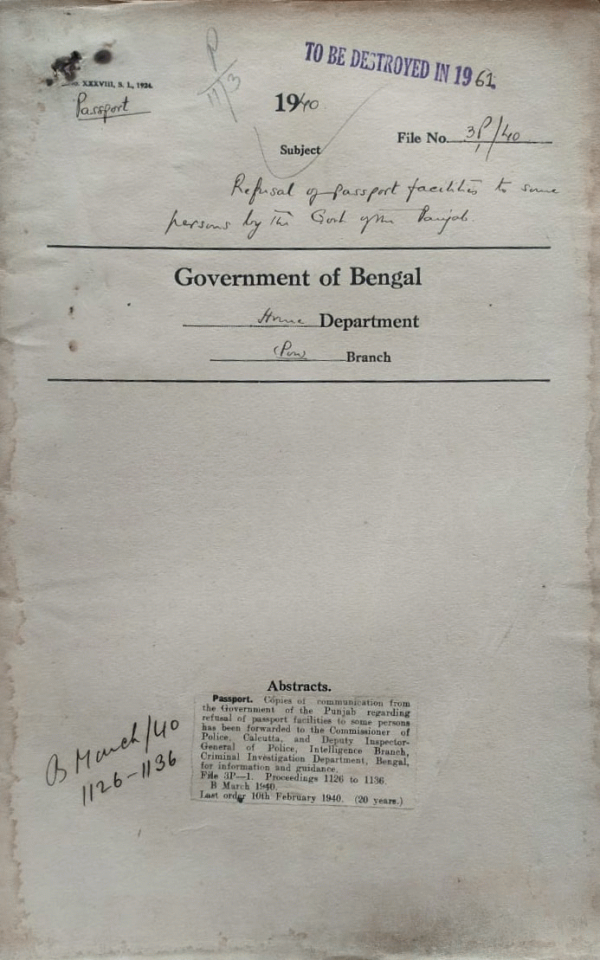 XXXVIII, S. I., 1924.
Passport
P
11/3
TO BE DESTROYED IN 1961
1940
File No. 3P/40
Subject
Refusal of passport facilities to some
persons by the Govt of the Panjab.
Government of Bengal
Home Department
Branch
Abstracts.
Passport. Copies of communication from
the Government of the Punjab regarding
refusal of passport facilities to some persons
has been forwarded to the Commissioner of
Police, Calcutta, and Deputy Inspector-
General of Police, Intelligence Branch,
Criminal Investigation Department, Bengal,
for information and guidance.
File 3P—1. Proceedings 1126 to 1136.
B March 1940.
Last order 10th February 1940. (20 years.)
B March/40
1126-1136